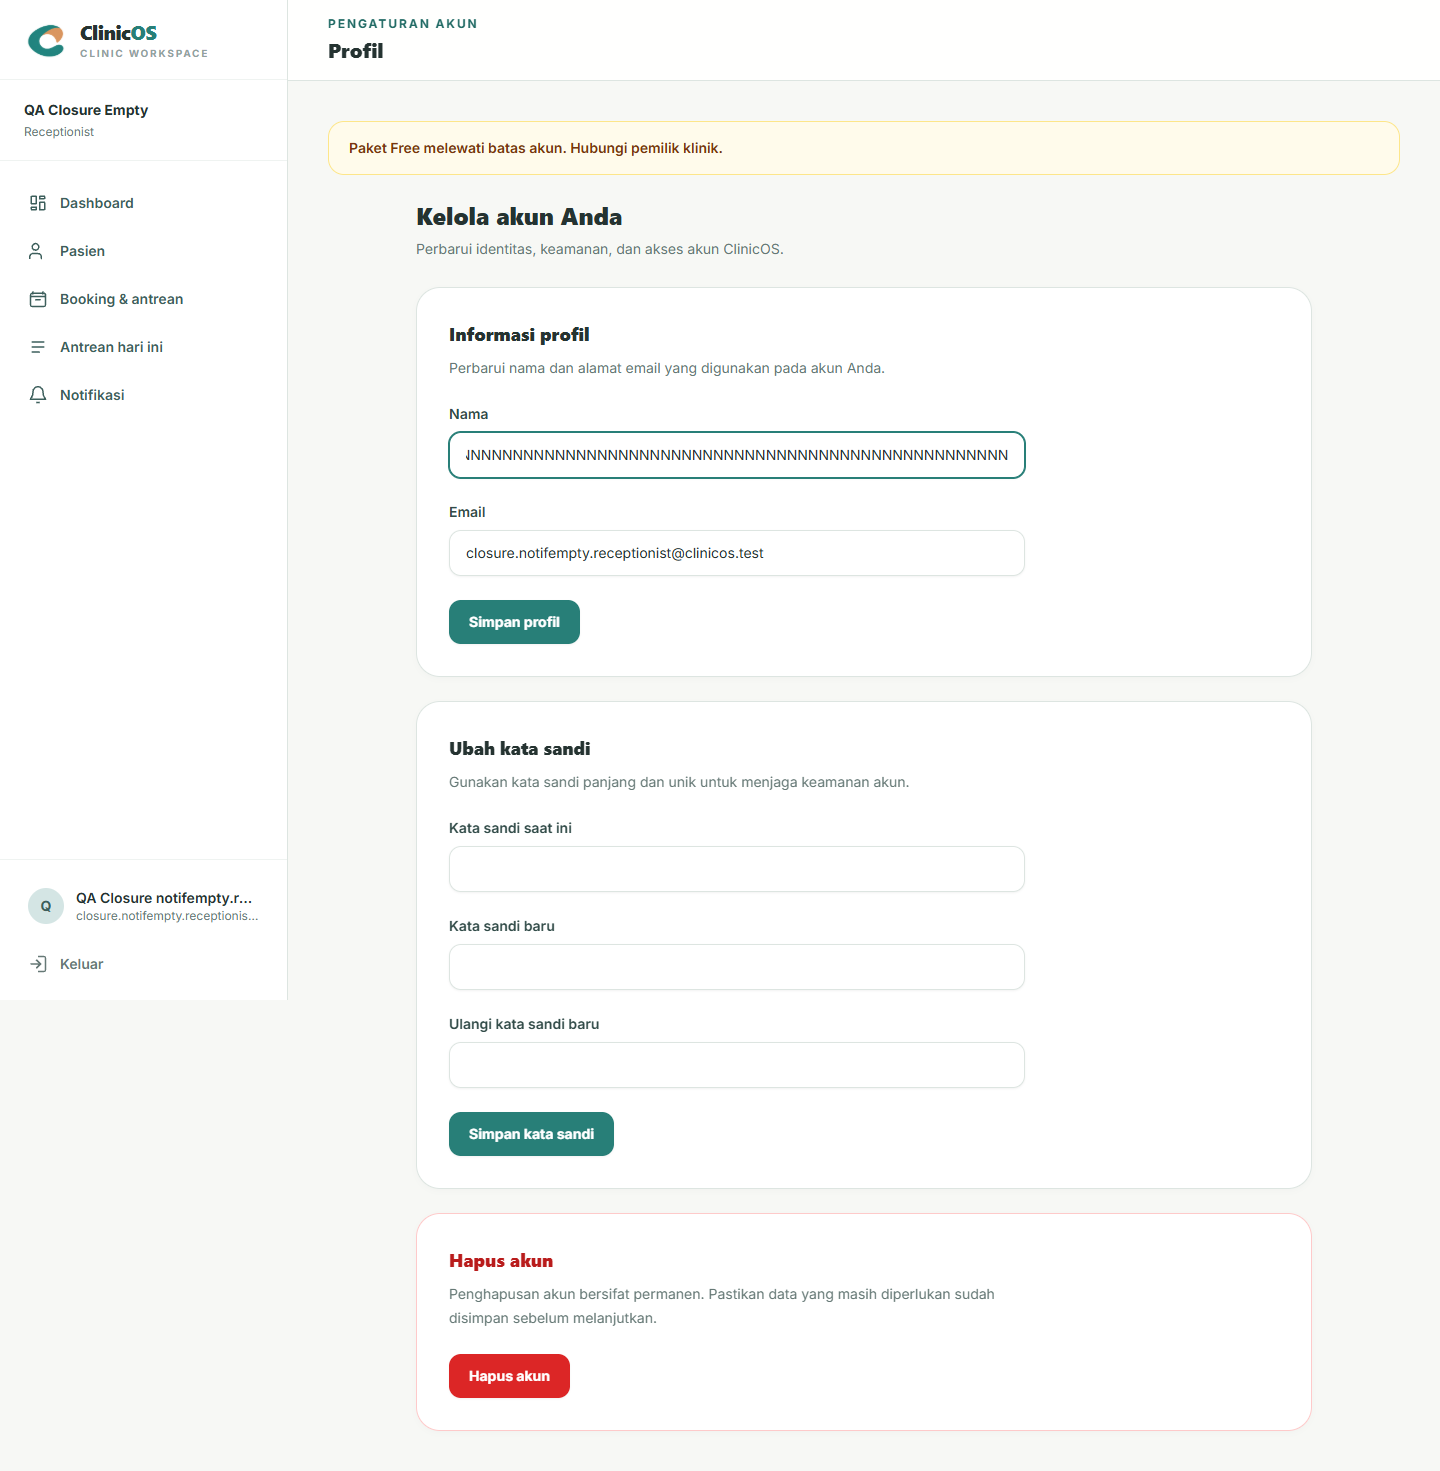 ClinicOS
CLINIC WORKSPACE
QA Closure Empty
Receptionist
Dashboard
Pasien
Booking & antrean
Antrean hari ini
Notifikasi
QA Closure notifempty.r...
Q
closure.notifempty.receptionis...
Keluar
PENGATURAN AKUN
Profil
Paket Free melewati batas akun. Hubungi pemilik klinik.
Kelola akun Anda
Perbarui identitas, keamanan, dan akses akun ClinicOS.
Informasi profil
Perbarui nama dan alamat email yang digunakan pada akun Anda.
Nama
NNNNNNNNNNNNNNNNNNNNNNNNNNNNNNNNNNNNNNNNNNNNNNNNNNN
Email
closure.notifempty.receptionist@clinicos.test
Simpan profil
Ubah kata sandi
Gunakan kata sandi panjang dan unik untuk menjaga keamanan akun.
Kata sandi saat ini
Kata sandi baru
Ulangi kata sandi baru
Simpan kata sandi
Hapus akun
Penghapusan akun bersifat permanen. Pastikan data yang masih diperlukan sudah
disimpan sebelum melanjutkan.
Hapus akun